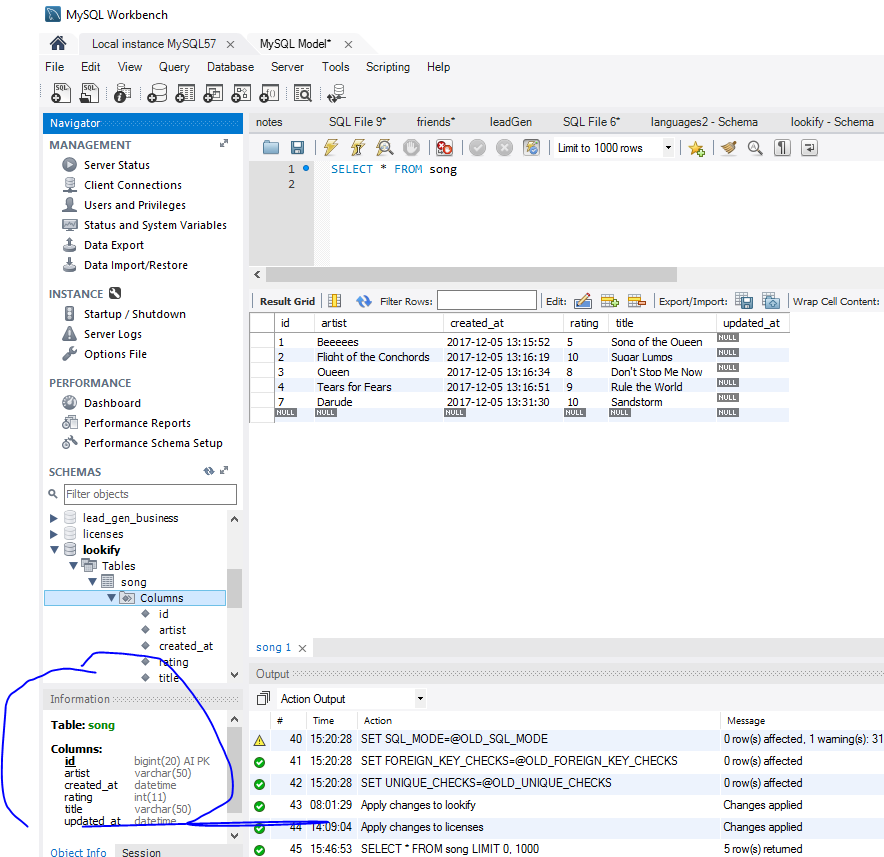 MySQL Workbench
Local instance MySQL57 MySQL Model*
File Edit View Query Database Server Tools Scripting Help
Navigator
MANAGEMENT
Server Status
Client Connections
Users and Privileges
Status and System Variables
Data Export
Data Import/Restore
INSTANCE
Startup / Shutdown
Server Logs
Options File
PERFORMANCE
Dashboard
Performance Reports
Performance Schema Setup
SCHEMAS
Filter objects
lead_gen_business
licenses
lookify
Tables
song
Columns
id
artist
created_at
rating
title
Information
Table: song
Columns:
id bigint(20) AI PK
artist varchar(50)
created_at datetime
rating int(11)
title varchar(50)
updated_at datetime
Object Info Session
notes SQL File 9* friends* leadGen SQL File 6* languages2 - Schema lookify - Schema
Limit to 1000 rows
1 SELECT * FROM song
2
Result Grid Filter Rows: Edit: Export/Import: Wrap Cell Content:
id artist created_at rating title updated_at
1 Beeeees 2017-12-05 13:15:52 5 Song of the Queen NULL
2 Flight of the Conchords 2017-12-05 13:16:19 10 Sugar Lumps NULL
3 Queen 2017-12-05 13:16:34 8 Don't Stop Me Now NULL
4 Tears for Fears 2017-12-05 13:16:51 9 Rule the World NULL
7 Darude 2017-12-05 13:31:30 10 Sandstorm NULL
NULL NULL NULL NULL NULL NULL
song 1
Output
Action Output
# Time Action Message
40 15:20:28 SET SQL_MODE=@OLD_SQL_MODE 0 row(s) affected, 1 warning(s): 31
41 15:20:28 SET FOREIGN_KEY_CHECKS=@OLD_FOREIGN_KEY_CHECKS 0 row(s) affected
42 15:20:28 SET UNIQUE_CHECKS=@OLD_UNIQUE_CHECKS 0 row(s) affected
43 08:01:29 Apply changes to lookify Changes applied
44 14:09:04 Apply changes to licenses Changes applied
45 15:46:53 SELECT * FROM song LIMIT 0, 1000 5 row(s) returned